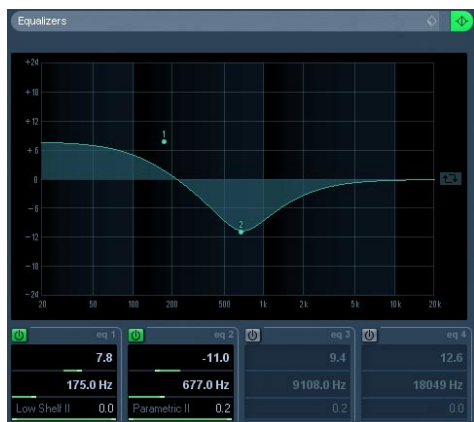 Equalizers
+24
+18
+12
+6
0
-6
-12
-18
-24
1
2
20 50 100 200 500 1k 2k 5k 10k 20k
eq 1 eq 2 eq 3 eq 4
7.8 -11.0 9.4 12.6
175.0 Hz 677.0 Hz 9108.0 Hz 18049 Hz
Low Shelf II 0.0 Parametric II 0.2 0.2 0.0